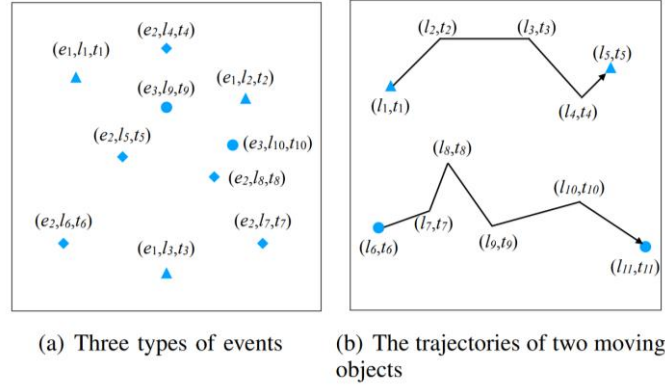 (e2,l4,t4)
(e1,l1,t1)
(e3,l9,t9)
(e1,l2,t2)
(e2,l5,t5)
(e3,l10,t10)
(e2,l8,t8)
(e2,l6,t6)
(e1,l3,t3)
(e2,l7,t7)
(a) Three types of events
(l2,t2)
(l3,t3)
(l5,t5)
(l1,t1)
(l4,t4)
(l8,t8)
(l10,t10)
(l7,t7)
(l6,t6)
(l9,t9)
(l11,t11)
(b) The trajectories of two moving
objects